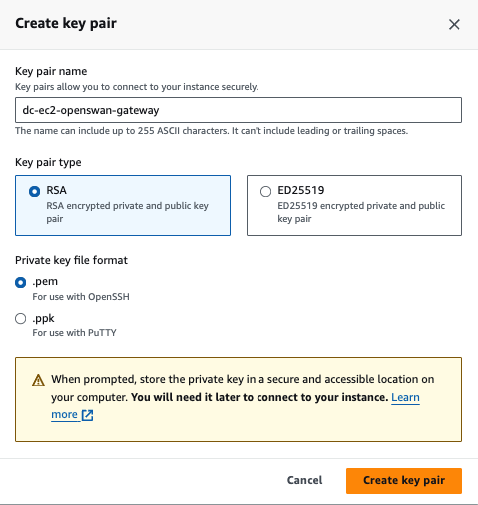 Create key pair
Key pair name
Key pairs allow you to connect to your instance securely.
dc-ec2-openswan-gateway
The name can include up to 255 ASCII characters. It can't include leading or trailing spaces.
Key pair type
RSA
RSA encrypted private and public key
pair
ED25519
ED25519 encrypted private and public
key pair
Private key file format
.pem
For use with OpenSSH
.ppk
For use with PuTTY
When prompted, store the private key in a secure and accessible location on
your computer. You will need it later to connect to your instance. Learn
more
Cancel
Create key pair